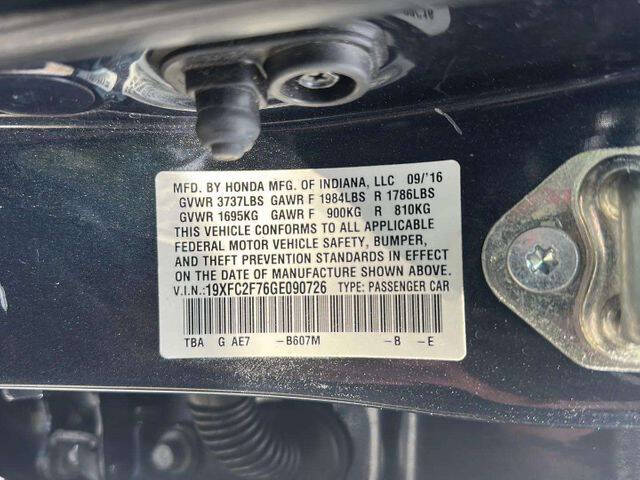 MFD. BY HONDA MFG. OF INDIANA, LLC 09/'16
GVWR 3737LBS GAWR F 1984LBS R 1786LBS
GVWR 1695KG GAWR F 900KG R 810KG
THIS VEHICLE CONFORMS TO ALL APPLICABLE
FEDERAL MOTOR VEHICLE SAFETY, BUMPER,
AND THEFT PREVENTION STANDARDS IN EFFECT
ON THE DATE OF MANUFACTURE SHOWN ABOVE.
V.I.N.:19XFC2F76GE090726 TYPE: PASSENGER CAR
TBA G AE7 -B607M -B -E